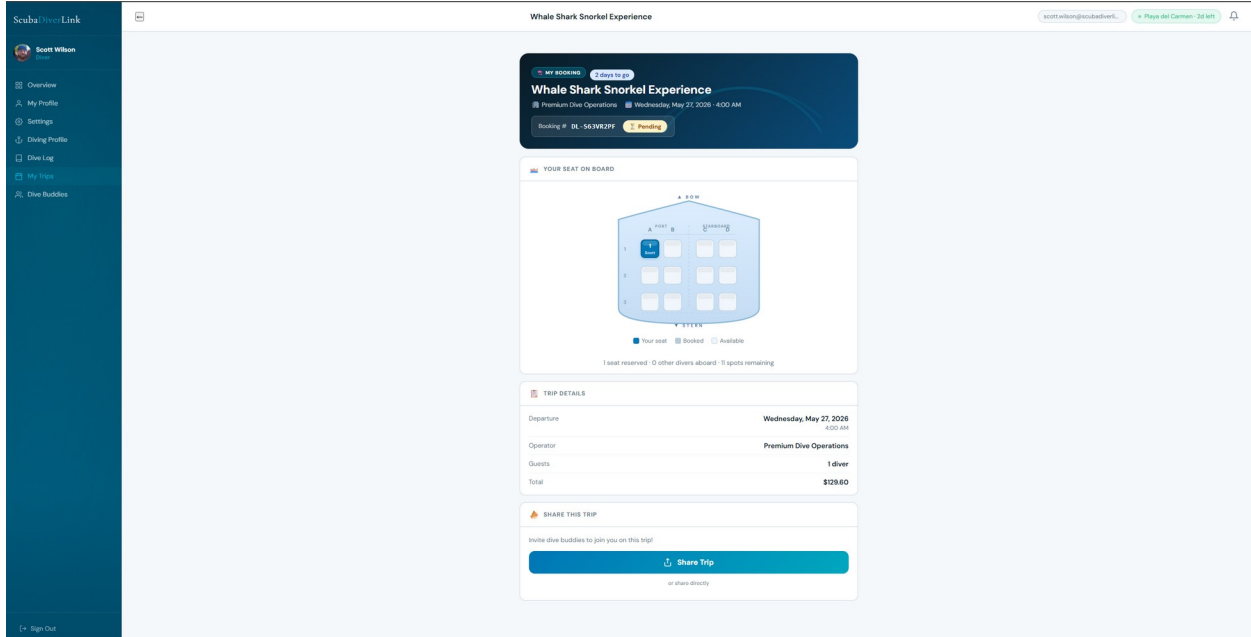 ScubaDiverLink
Whale Shark Snorkel Experience
scott.wilson@scubadiverli...
Playa del Carmen · 2d left
Scott Wilson
Diver
Overview
My Profile
Settings
Diving Profile
Dive Log
My Trips
Dive Buddies
Sign Out
MY BOOKING
2 days to go
Whale Shark Snorkel Experience
Premium Dive Operations Wednesday, May 27, 2026 · 4:00 AM
Booking # DL-S63VR2PF Pending
YOUR SEAT ON BOARD
▲ BOW
PORT STARBOARD
A B C D
1
1
Scott
2
3
▼ STERN
Your seat Booked Available
1 seat reserved · 0 other divers aboard · 11 spots remaining
TRIP DETAILS
Departure Wednesday, May 27, 2026
4:00 AM
Operator Premium Dive Operations
Guests 1 diver
Total $129.60
SHARE THIS TRIP
Invite dive buddies to join you on this trip!
Share Trip
or share directly